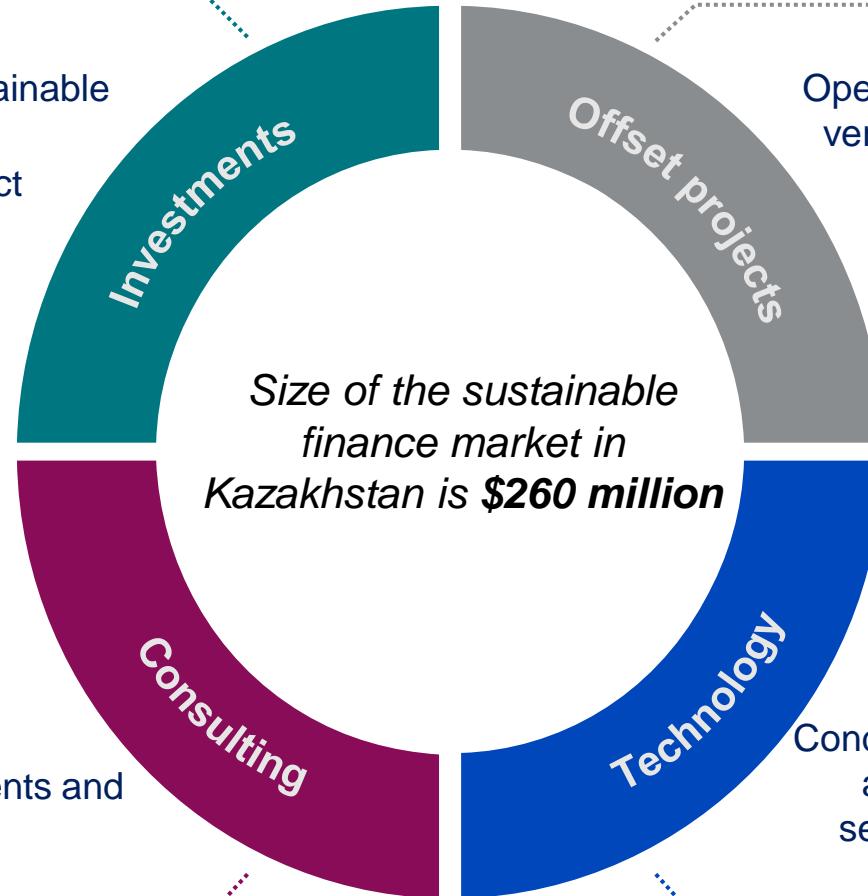 ainable
ct
Investments
Offset projects
Ope
ver
Size of the sustainable
finance market in
Kazakhstan is $260 million
Consulting
Technology
ents and
Conc
a
se